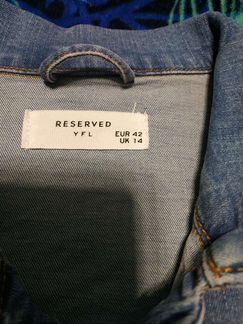 RESERVED
YFL
EUR 42
UK 14